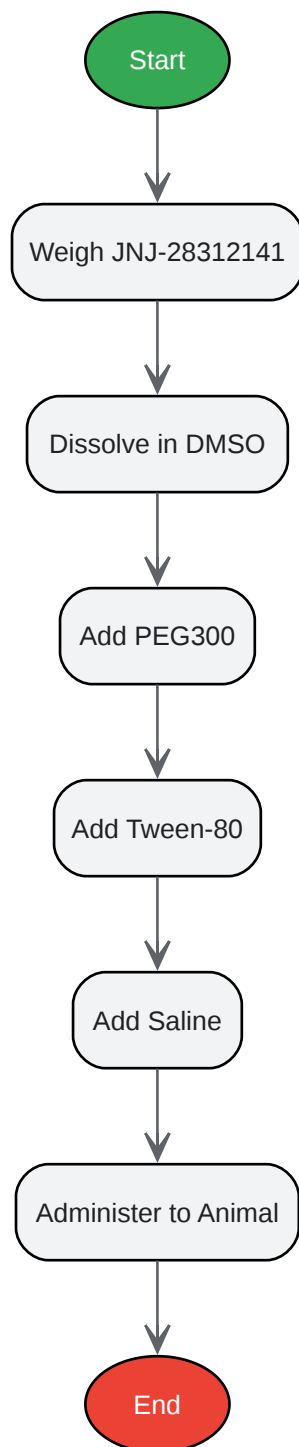 Start
Weigh JNJ-28312141
Dissolve in DMSO
Add PEG300
Add Tween-80
Add Saline
Administer to Animal
End